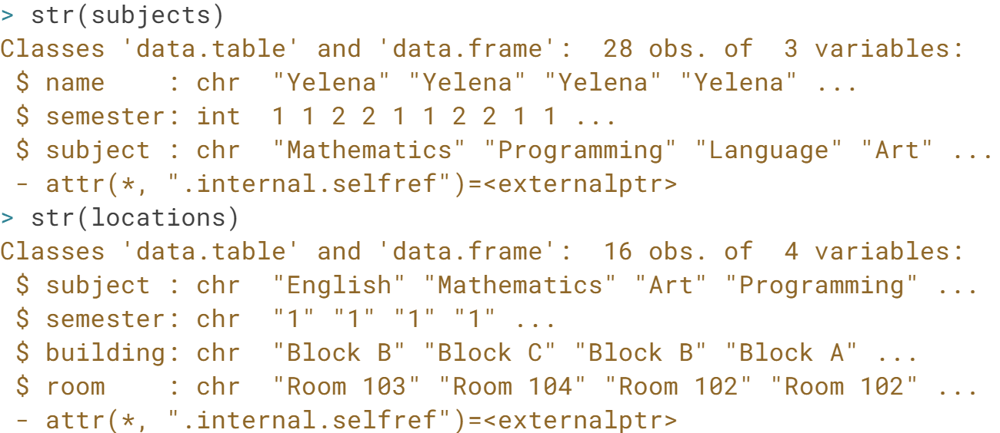 > str(subjects)
Classes 'data.table' and 'data.frame':  28 obs. of  3 variables:
 $ name    : chr  "Yelena" "Yelena" "Yelena" "Yelena" ...
 $ semester: int  1 1 2 2 1 1 2 2 1 1 ...
 $ subject : chr  "Mathematics" "Programming" "Language" "Art" ...
 - attr(*, ".internal.selfref")=<externalptr>
> str(locations)
Classes 'data.table' and 'data.frame':  16 obs. of  4 variables:
 $ subject : chr  "English" "Mathematics" "Art" "Programming" ...
 $ semester: chr  "1" "1" "1" "1" ...
 $ building: chr  "Block B" "Block C" "Block B" "Block A" ...
 $ room    : chr  "Room 103" "Room 104" "Room 102" "Room 102" ...
 - attr(*, ".internal.selfref")=<externalptr>